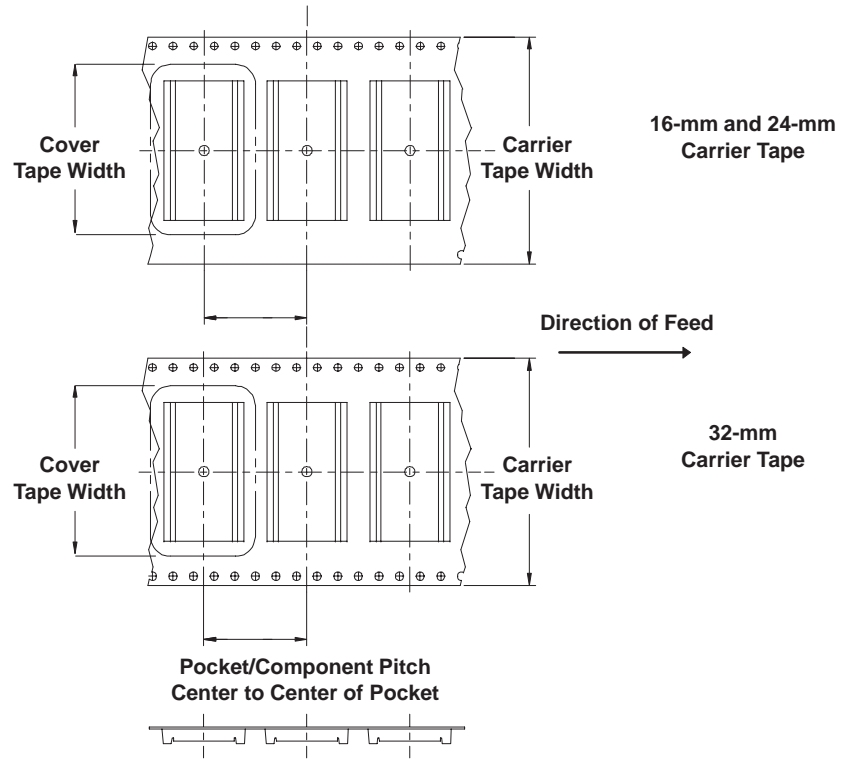 Cover
Tape Width
Carrier
Tape Width
16-mm and 24-mm
Carrier Tape
Direction of Feed
Cover
Tape Width
Carrier
Tape Width
32-mm
Carrier Tape
Pocket/Component Pitch
Center to Center of Pocket